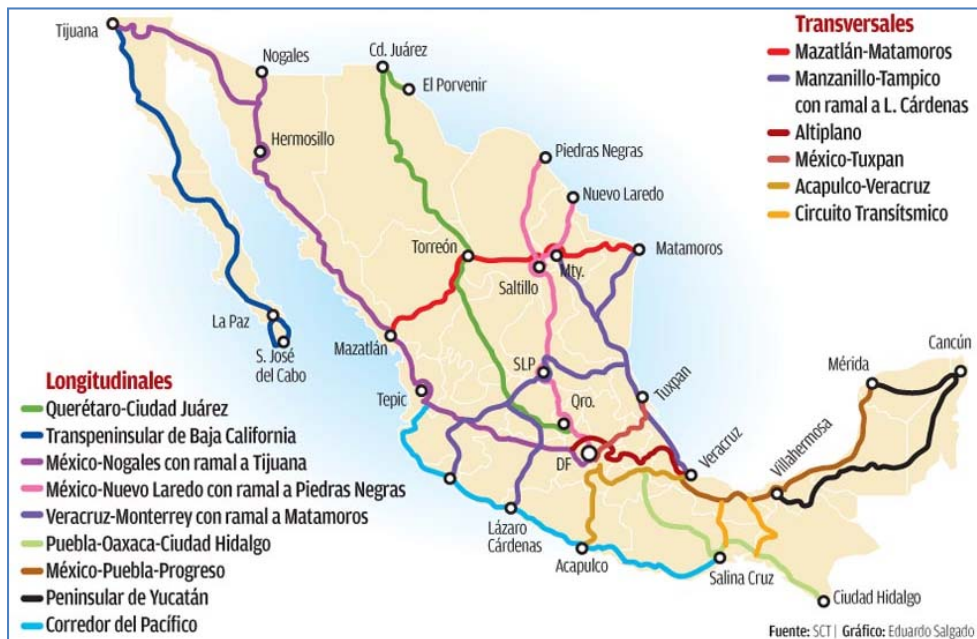 Tijuana
Nogales
Cd. Juárez
El Porvenir
Hermosillo
Piedras Negras
Nuevo Laredo
Torreón
Saltillo
Mty.
Matamoros
La Paz
S. José
del Cabo
Mazatlán
Tepic
SLP
Qro.
Tuxpan
DF
Veracruz
Villahermosa
Mérida
Cancún
Lázaro
Cárdenas
Acapulco
Salina Cruz
Ciudad Hidalgo
Transversales
Mazatlán-Matamoros
Manzanillo-Tampico
con ramal a L. Cárdenas
Altiplano
México-Tuxpan
Acapulco-Veracruz
Circuito Transítsmico
Longitudinales
Querétaro-Ciudad Juárez
Transpeninsular de Baja California
México-Nogales con ramal a Tijuana
México-Nuevo Laredo con ramal a Piedras Negras
Veracruz-Monterrey con ramal a Matamoros
Puebla-Oaxaca-Ciudad Hidalgo
México-Puebla-Progreso
Peninsular de Yucatán
Corredor del Pacífico
Fuente: SCT | Gráfico: Eduardo Salgado